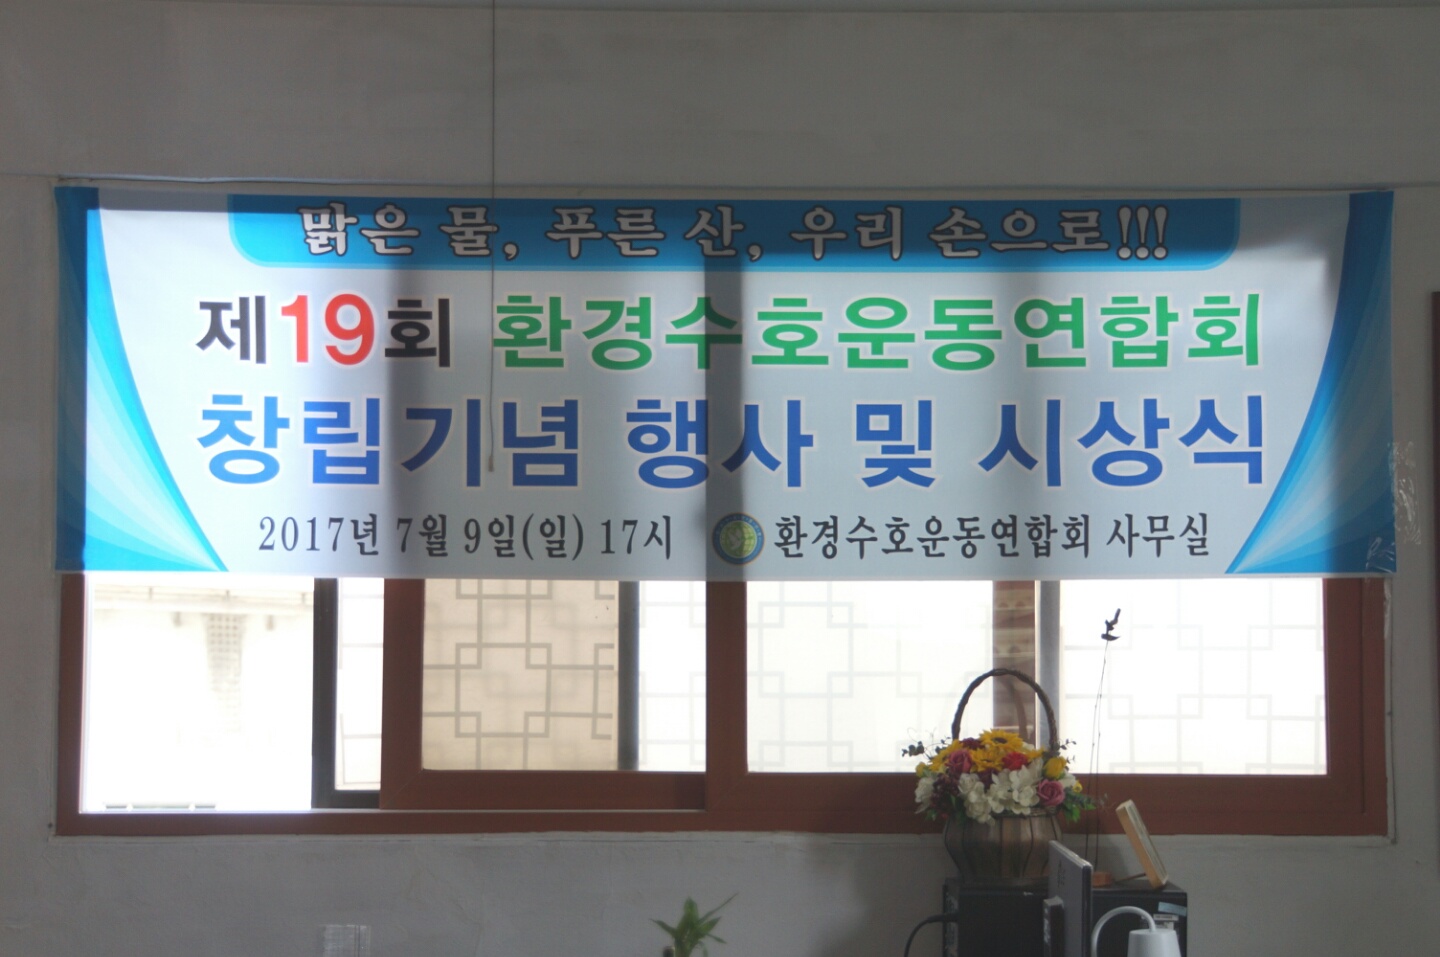 맑은 물, 푸른 산, 우리 손으로!!!
제19회 환경수호운동연합회
창립기념 행사 및 시상식
2017년 7월 9일(일) 17시 환경수호운동연합회 사무실